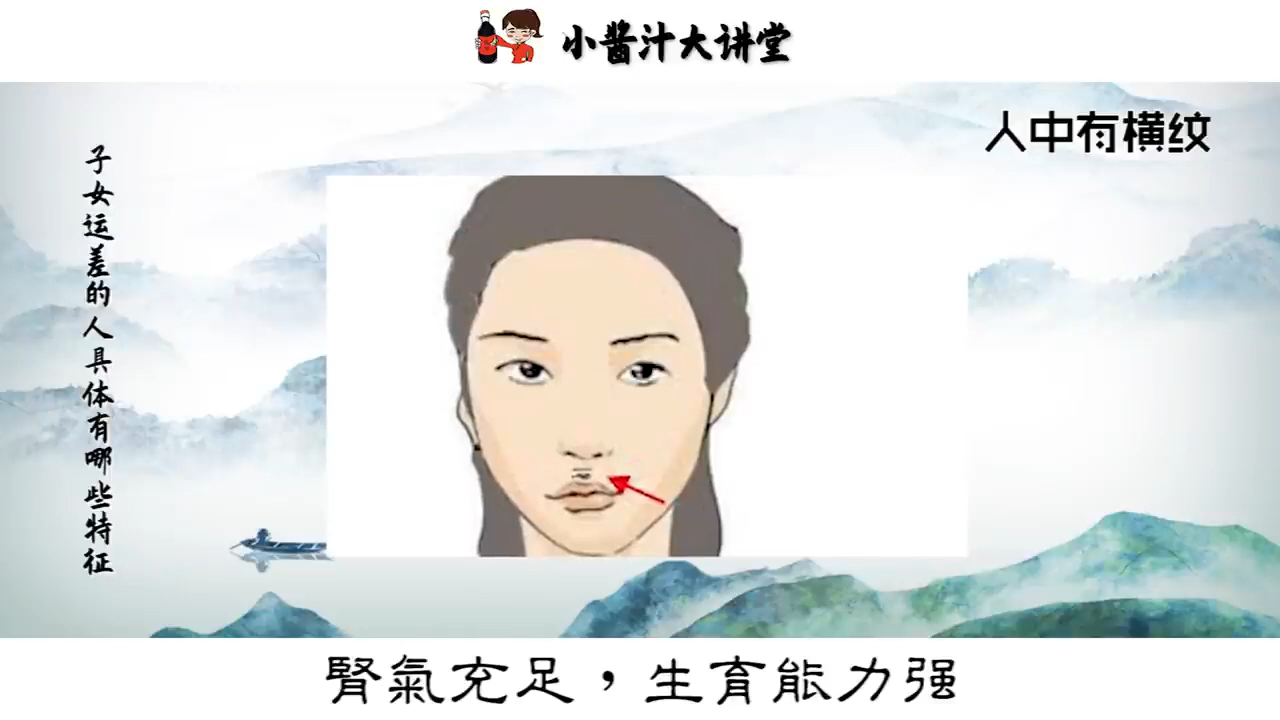 小酱汁大讲堂
人中有横纹
子女运差的人具体有哪些特征
腎氣充足，生育能力强